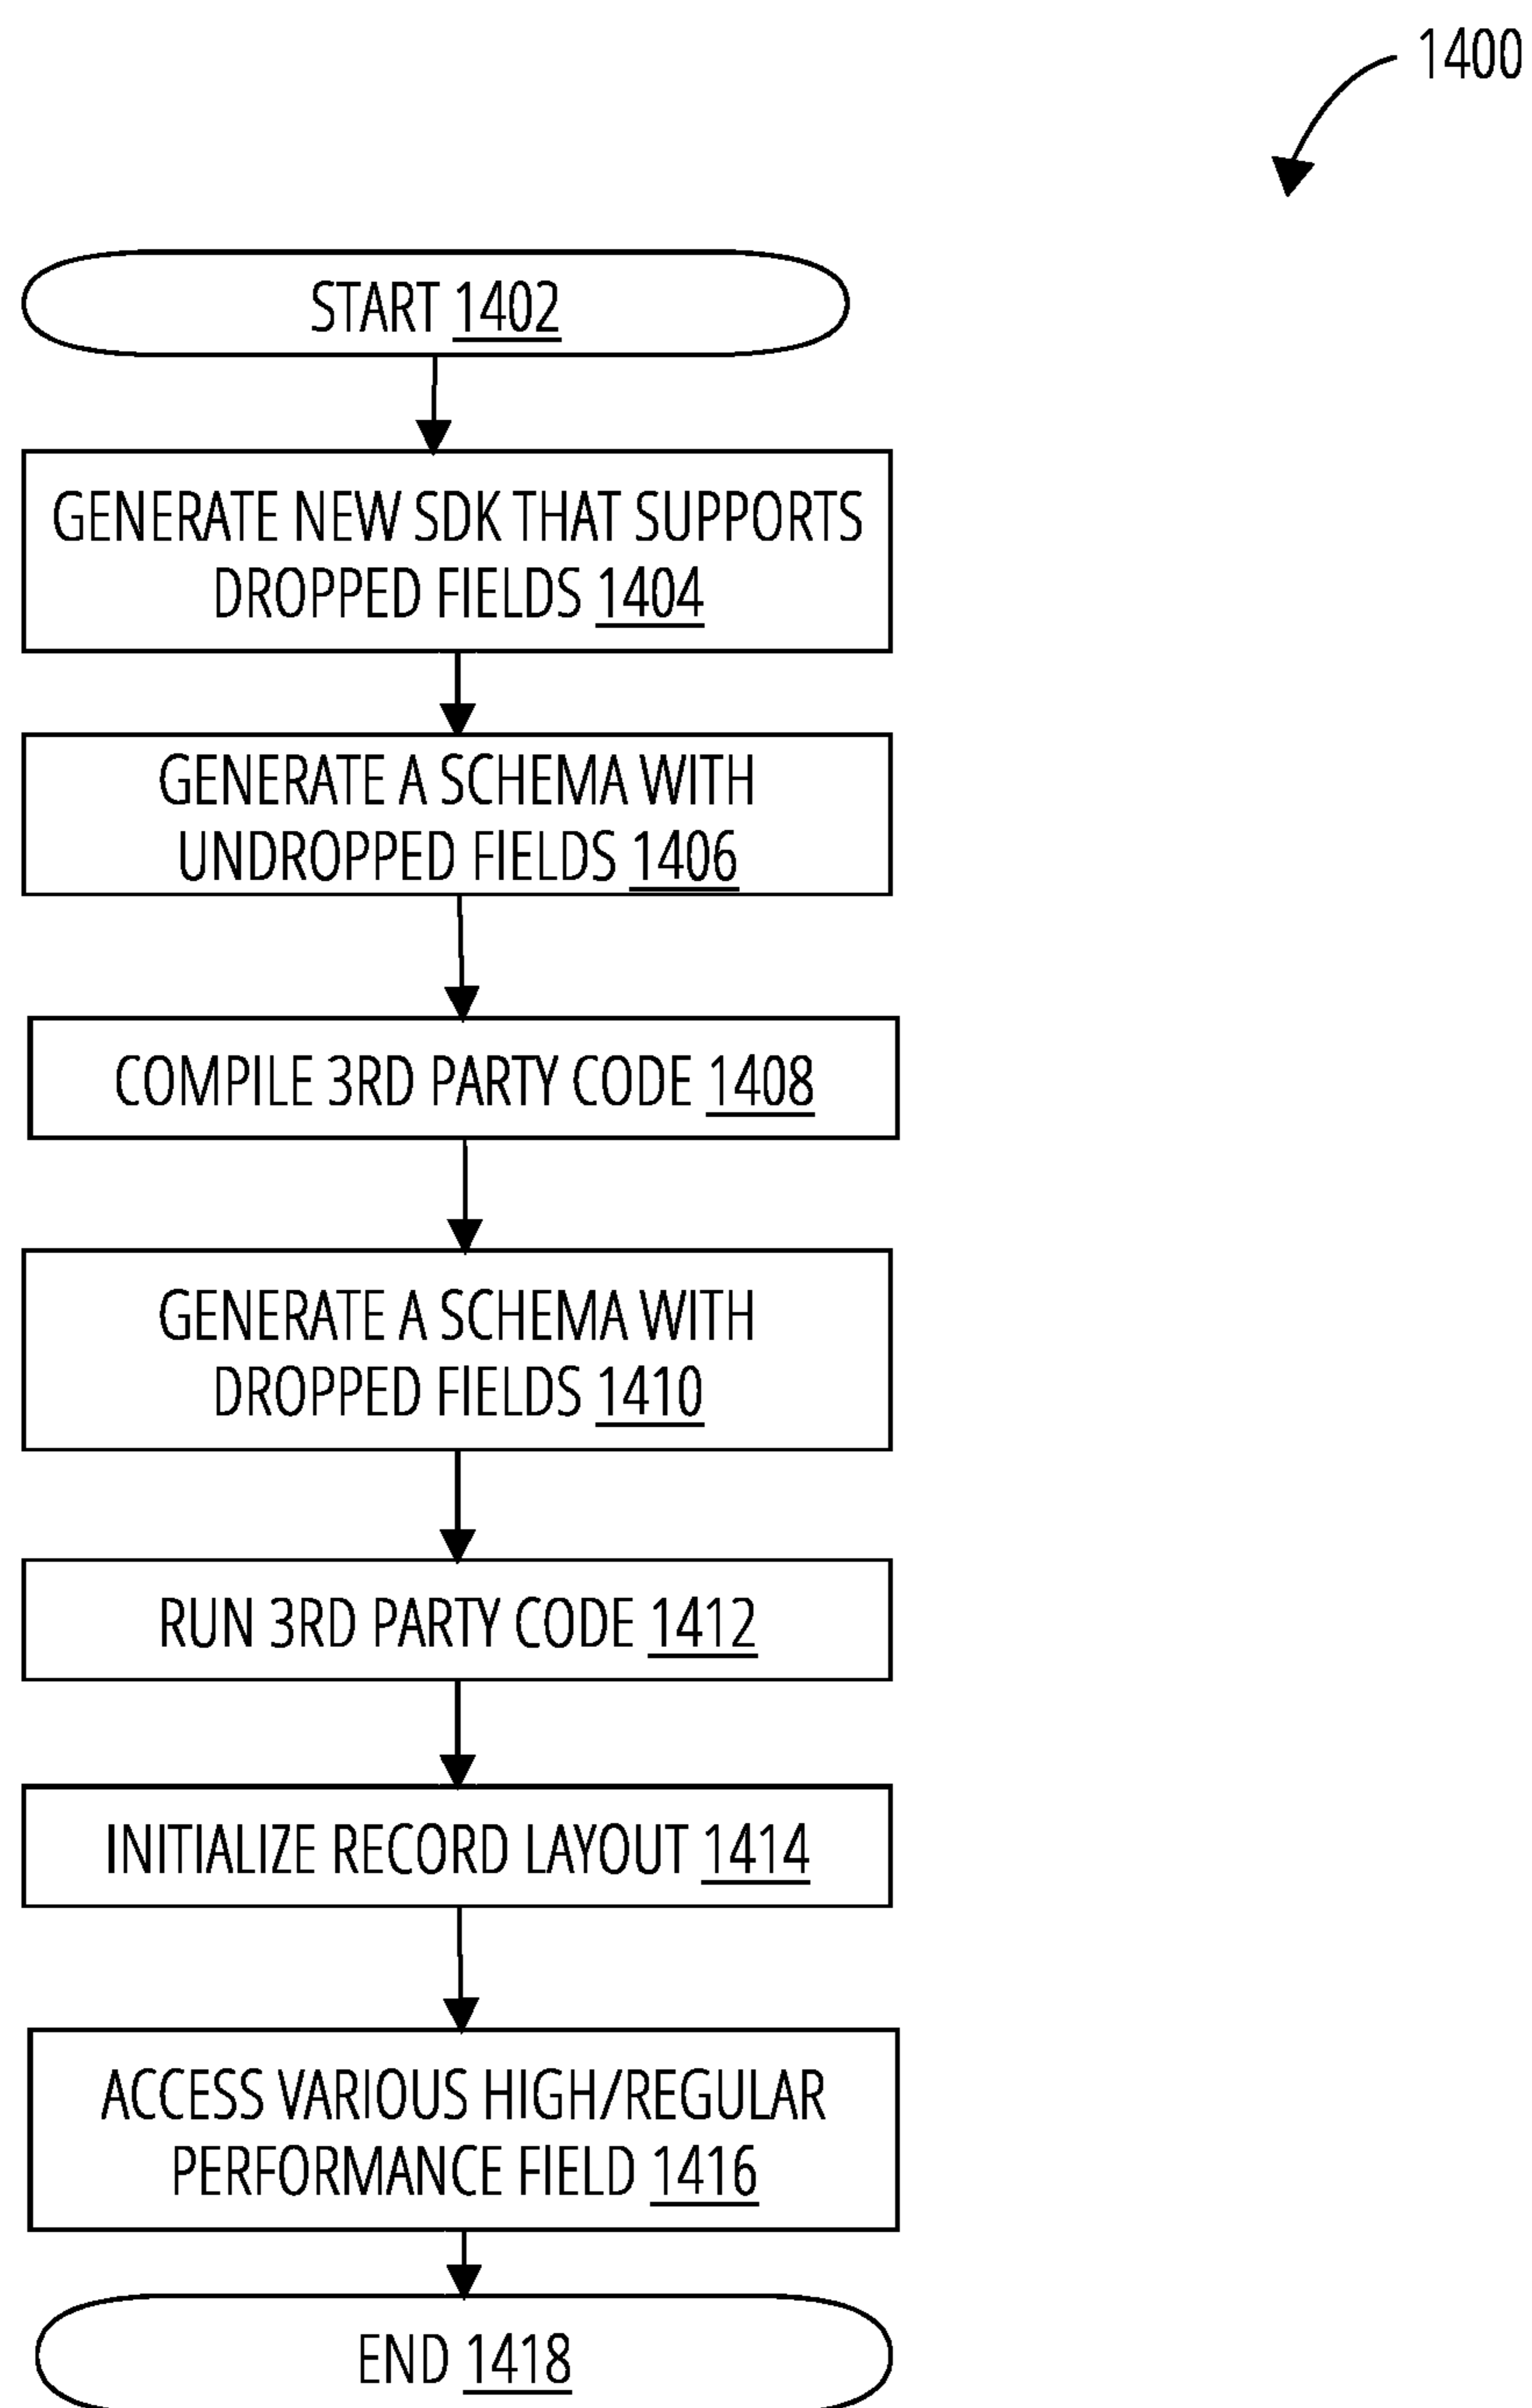 1400
START 1402
GENERATE NEW SDK THAT SUPPORTS
DROPPED FIELDS 1404
GENERATE A SCHEMA WITH
UNDROPPED FIELDS 1406
COMPILE 3RD PARTY CODE 1408
GENERATE A SCHEMA WITH
DROPPED FIELDS 1410
RUN 3RD PARTY CODE 1412
INITIALIZE RECORD LAYOUT 1414
ACCESS VARIOUS HIGH/REGULAR
PERFORMANCE FIELD 1416
END 1418